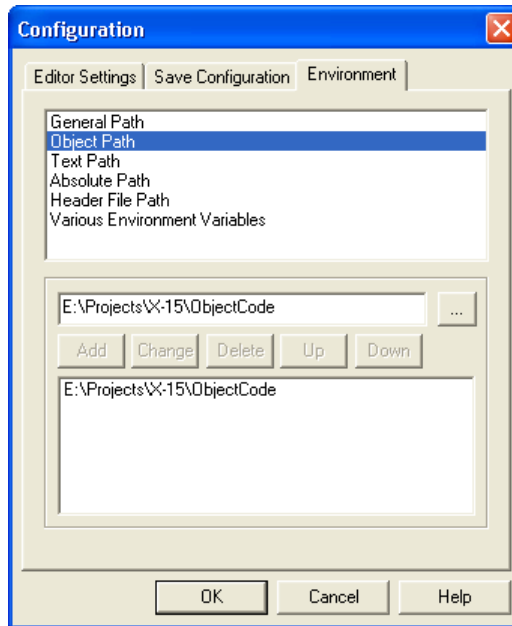 Configuration
Editor Settings Save Configuration Environment
General Path
Object Path
Text Path
Absolute Path
Header File Path
Various Environment Variables
E:\Projects\X-15\ObjectCode ...
Add Change Delete Up Down
E:\Projects\X-15\ObjectCode
OK Cancel Help